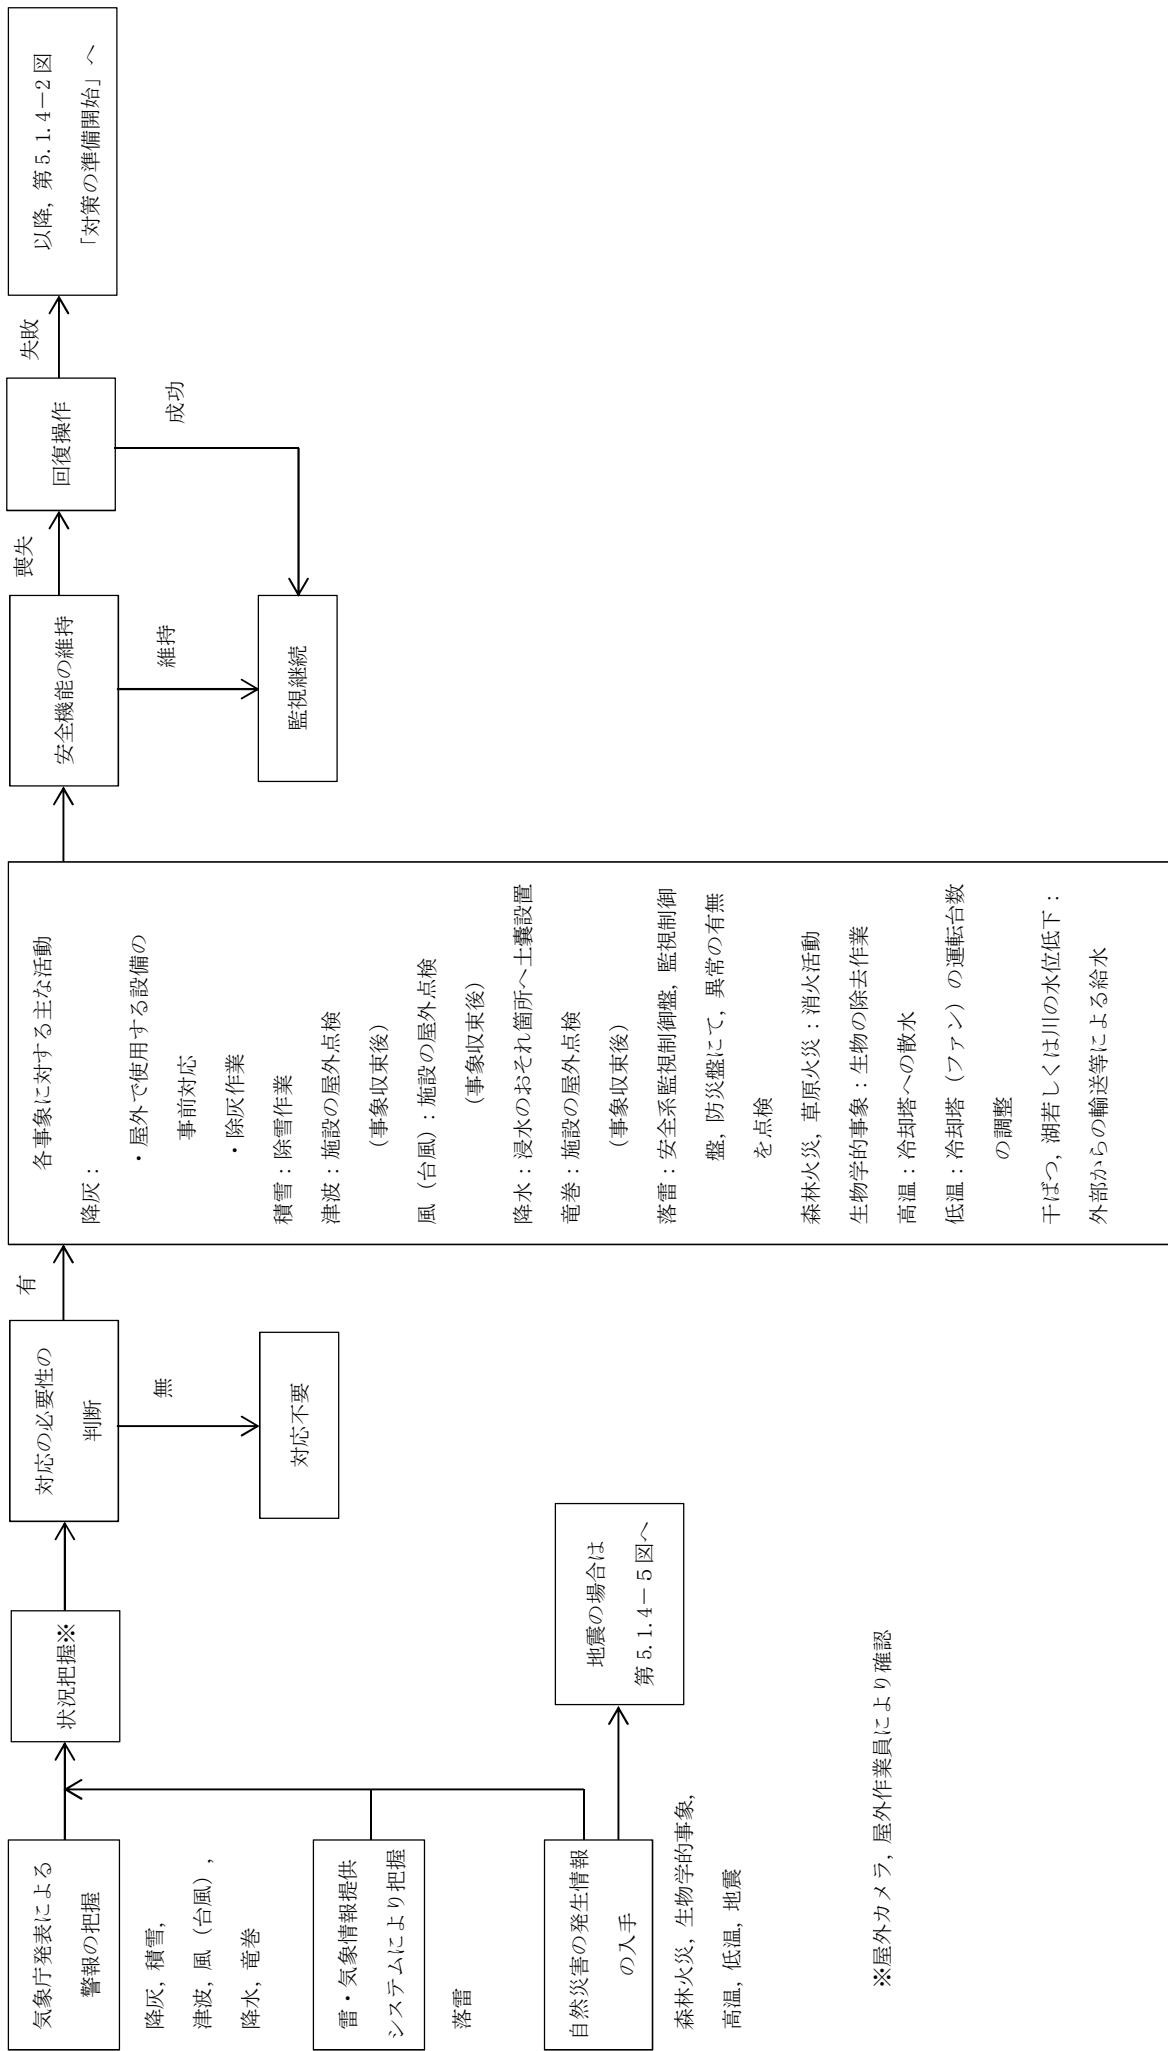 気象庁発表による
警報の把握
降灰，積雪，
津波，風（台風），
降水，竜巻
雷・気象情報提供
システムにより把握
落雷
自然災害の発生情報
の入手
森林火災，生物学的事象，
高温，低温，地震
状況把握※
地震の場合は
第5.1.4－5図へ
※屋外カメラ，屋外作業員により確認
対応の必要性の
判断
有
無
対応不要
各事象に対する主な活動
降灰：
・屋外で使用する設備の
事前対応
・除灰作業
積雪：除雪作業
津波：施設の屋外点検
（事象収束後）
風（台風）：施設の屋外点検
（事象収束後）
降水：浸水のおそれ箇所へ土嚢設置
竜巻：施設の屋外点検
（事象収束後）
落雷：安全系監視制御盤，監視制御
盤，防災盤にて，異常の有無
を点検
森林火災，草原火災：消火活動
生物学的事象：生物の除去作業
高温：冷却塔への散水
低温：冷却塔（ファン）の運転台数
の調整
干ばつ，湖若しくは川の水位低下：
外部からの輸送等による給水
安全機能の維持
喪失
維持
監視継続
回復操作
失敗
成功
以降，第5.1.4－2図
「対策の準備開始」へ